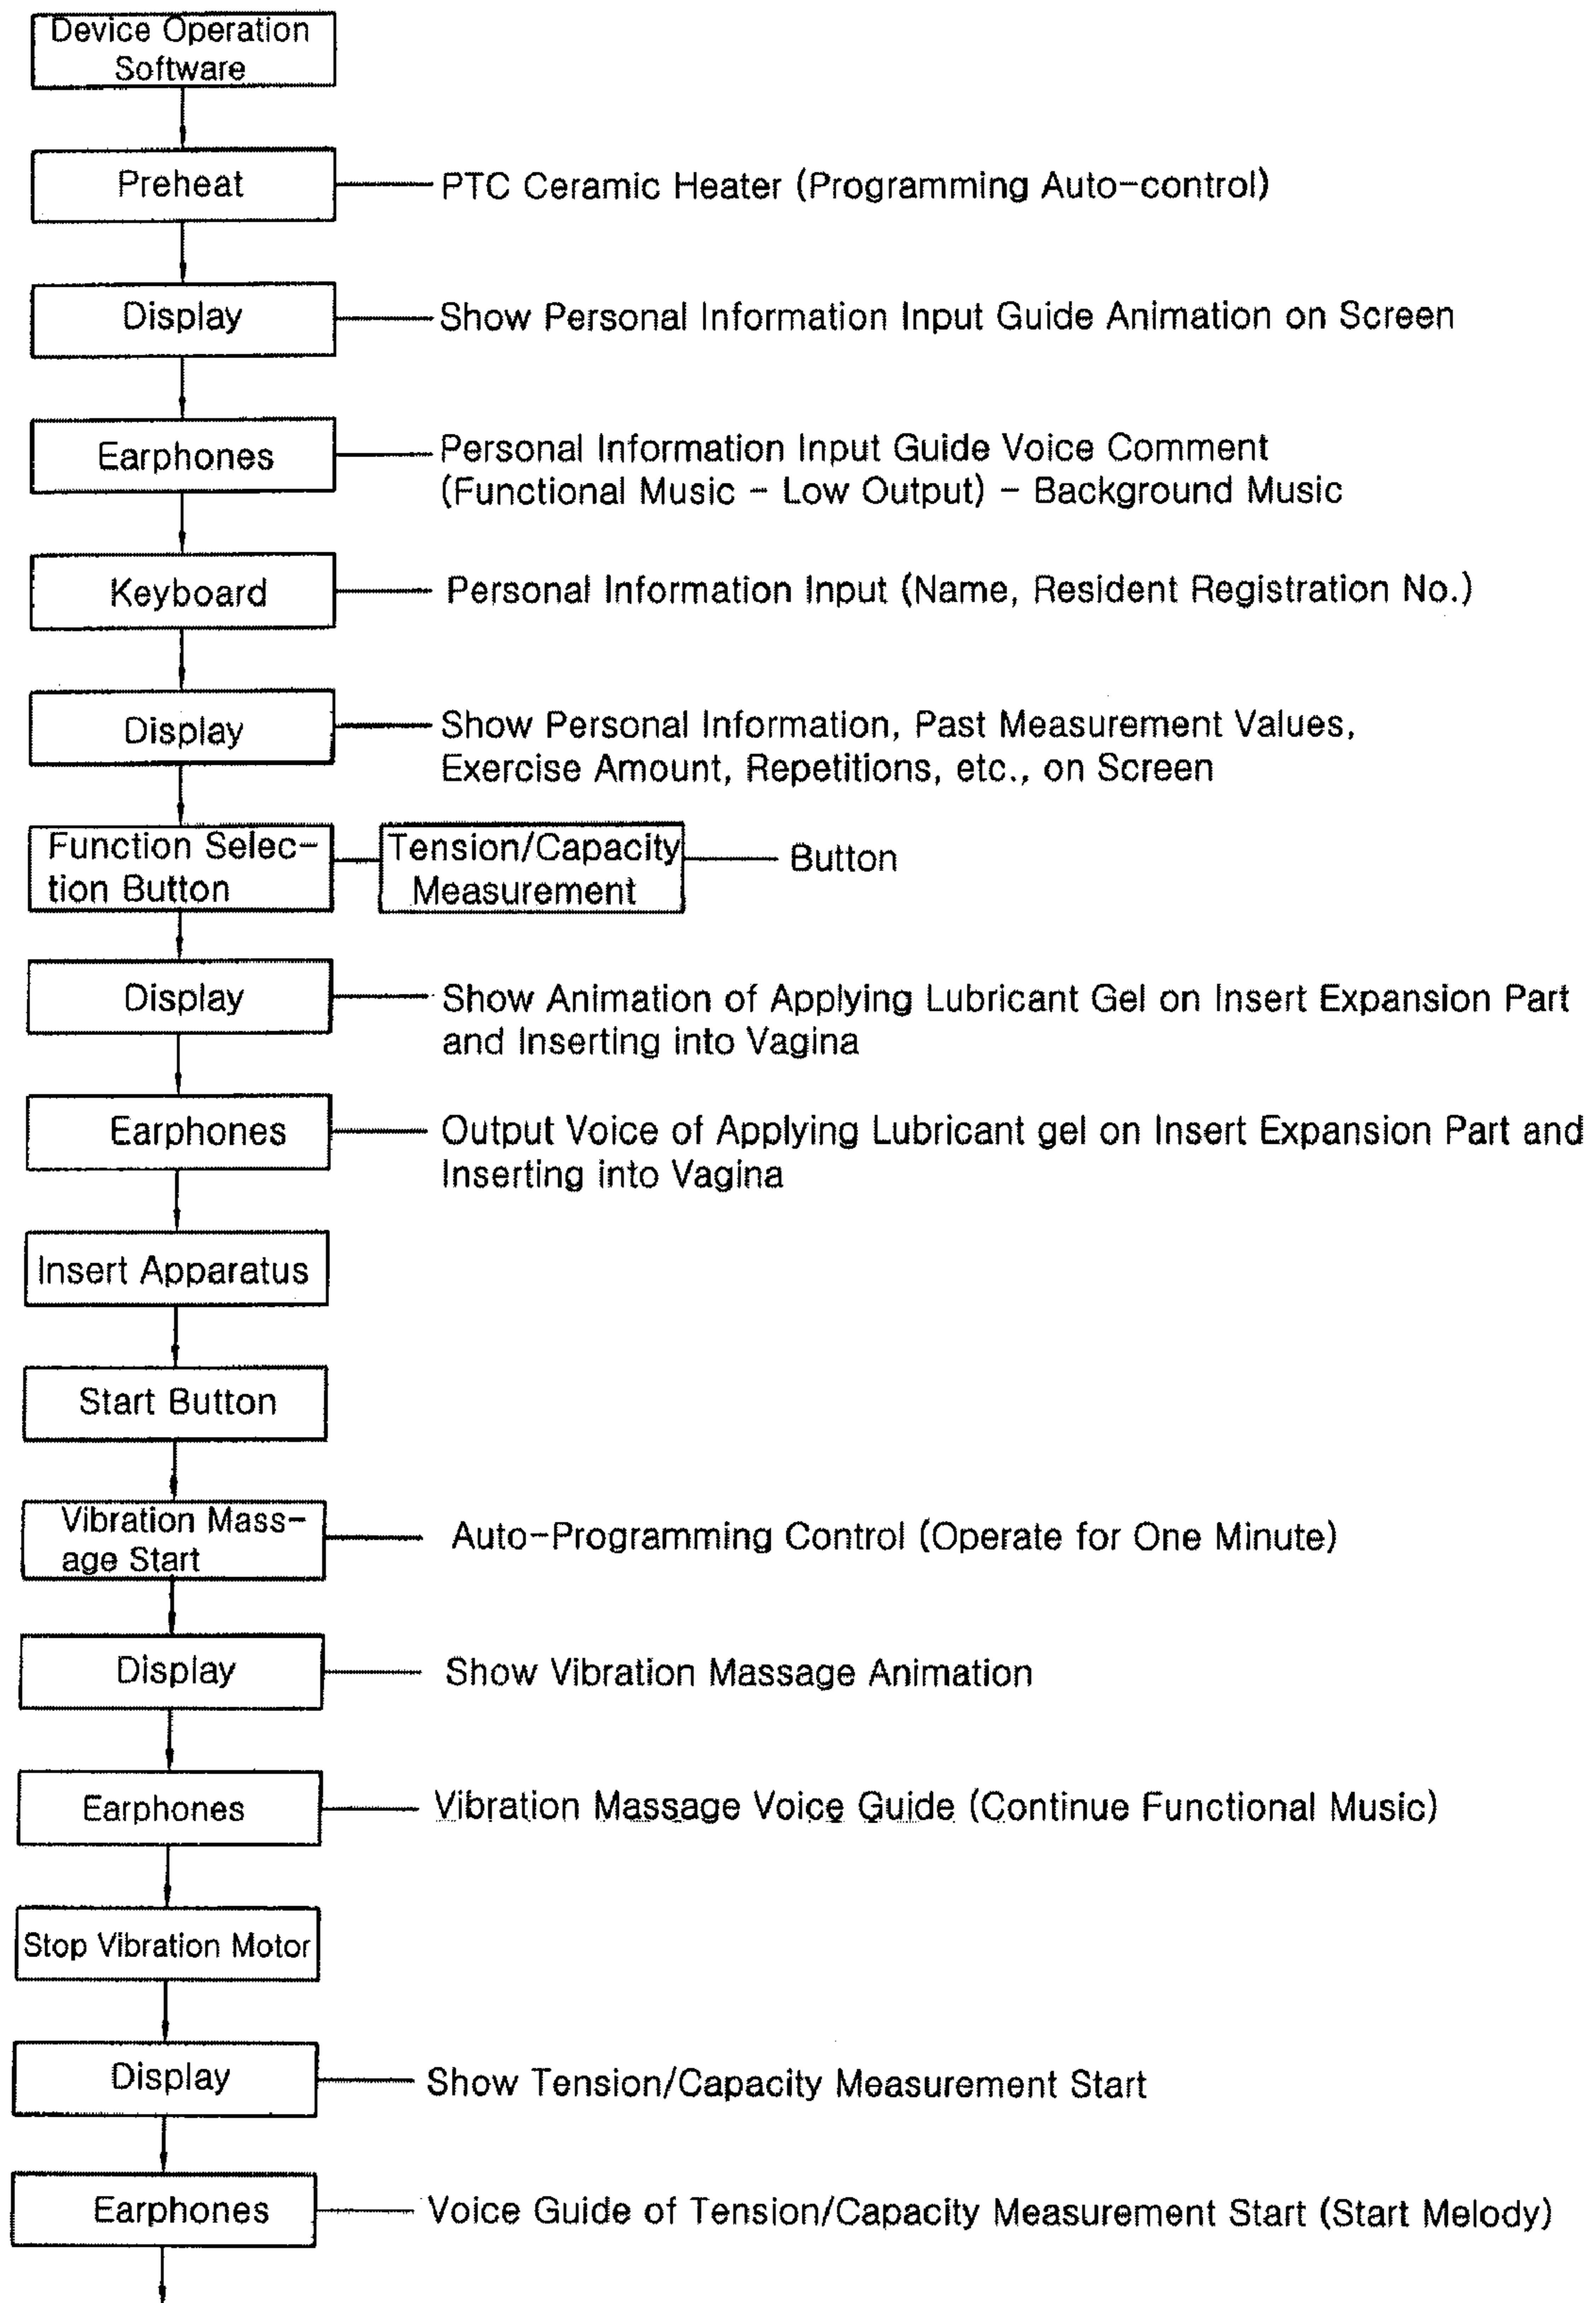 Device Operation
Software
Preheat
PTC Ceramic Heater (Programming Auto-control)
Display
Show Personal Information Input Guide Animation on Screen
Earphones
Personal Information Input Guide Voice Comment
(Functional Music - Low Output) - Background Music
Keyboard
Personal Information Input (Name, Resident Registration No.)
Display
Show Personal Information, Past Measurement Values,
Exercise Amount, Repetitions, etc., on Screen
Function Selec-
tion Button
Tension/Capacity
Measurement
Button
Display
Show Animation of Applying Lubricant Gel on Insert Expansion Part
and Inserting into Vagina
Earphones
Output Voice of Applying Lubricant gel on Insert Expansion Part and
Inserting into Vagina
Insert Apparatus
Start Button
Vibration Mass-
age Start
Auto-Programming Control (Operate for One Minute)
Display
Show Vibration Massage Animation
Earphones
Vibration Massage Voice Guide (Continue Functional Music)
Stop Vibration Motor
Display
Show Tension/Capacity Measurement Start
Earphones
Voice Guide of Tension/Capacity Measurement Start (Start Melody)